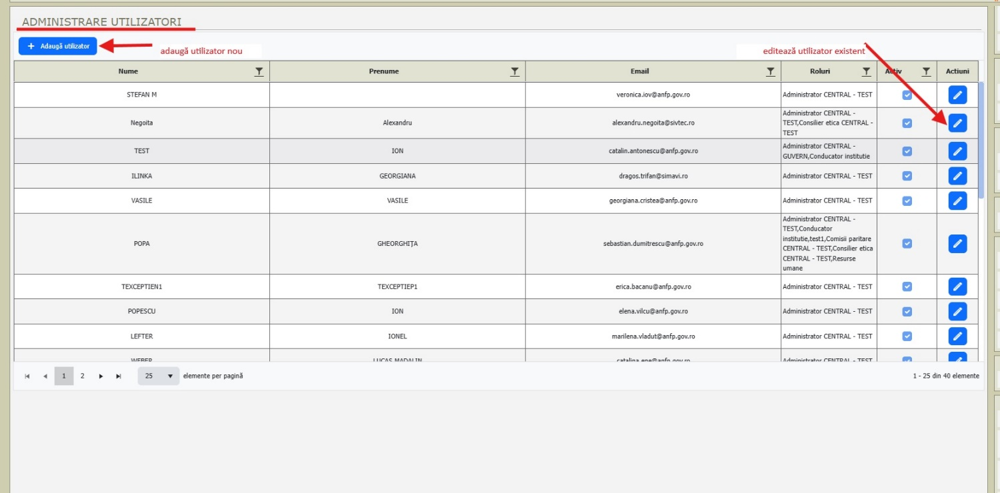 ADMINISTRARE UTILIZATORI
+ Adaugă utilizator
adaugă utilizator nou
editează utilizator existent
Nume Prenume Email Roluri Activ Actiuni
STEFAN M veronica.iov@anfp.gov.ro Administrator CENTRAL - TEST
Negoita Alexandru alexandru.negoita@sivtec.ro Administrator CENTRAL -
TEST,Consilier etica CENTRAL -
TEST
TEST ION catalin.antonescu@anfp.gov.ro Administrator CENTRAL -
GUVERN,Conducator institutie
ILINKA GEORGIANA dragos.trifan@simavi.ro Administrator CENTRAL - TEST
VASILE VASILE georgiana.cristea@anfp.gov.ro Administrator CENTRAL - TEST
POPA GHEORGHIȚA sebastian.dumitrescu@anfp.gov.ro Administrator CENTRAL -
TEST,Conducator
institutie,test1,Comisii paritare
CENTRAL - TEST,Consilier etica
CENTRAL - TEST,Resurse
umane
TEXCEPTIEN1 TEXCEPTIEP1 erica.bacanu@anfp.gov.ro Administrator CENTRAL - TEST
POPESCU ION elena.vilcu@anfp.gov.ro Administrator CENTRAL - TEST
LEFTER IONEL marilena.vladut@anfp.gov.ro Administrator CENTRAL - TEST
WEBER LUCAS MADALIN catalina.ene@anfp.gov.ro Administrator CENTRAL - TEST
1 2 25 elemente per pagină 1 - 25 din 40 elemente